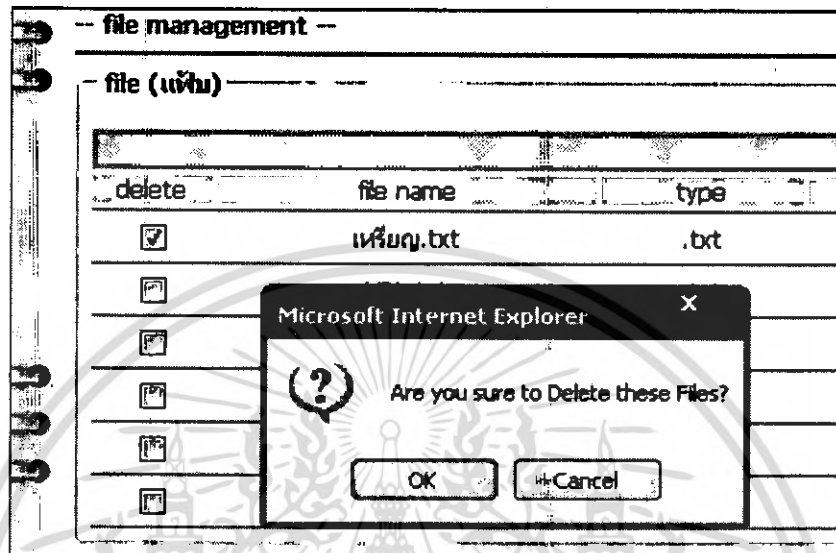 -- file management --
file (แฟ้ม)
delete file name type
เหรียญ.txt .txt
Microsoft Internet Explorer X
Are you sure to Delete these Files?
OK Cancel